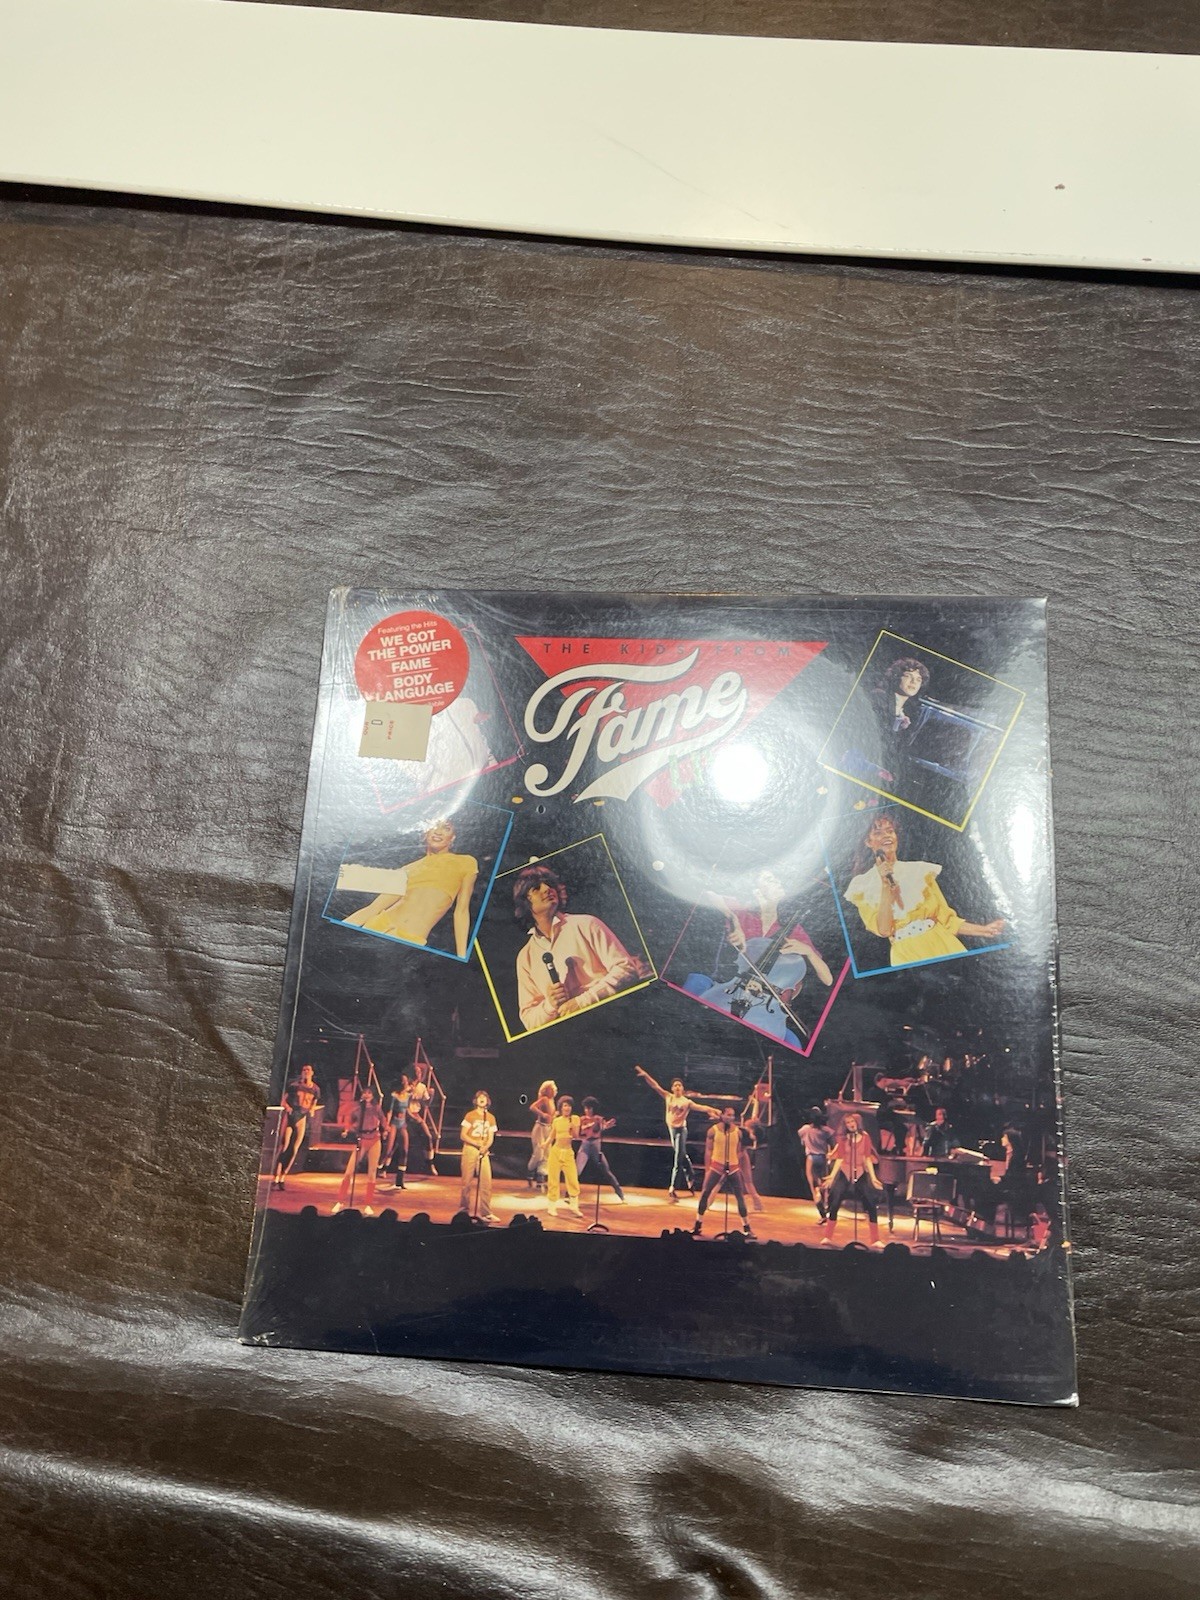 Featuring the Hits
WE GOT
THE POWER
FAME
BODY
LANGUAGE
THE KIDS FROM
Fame